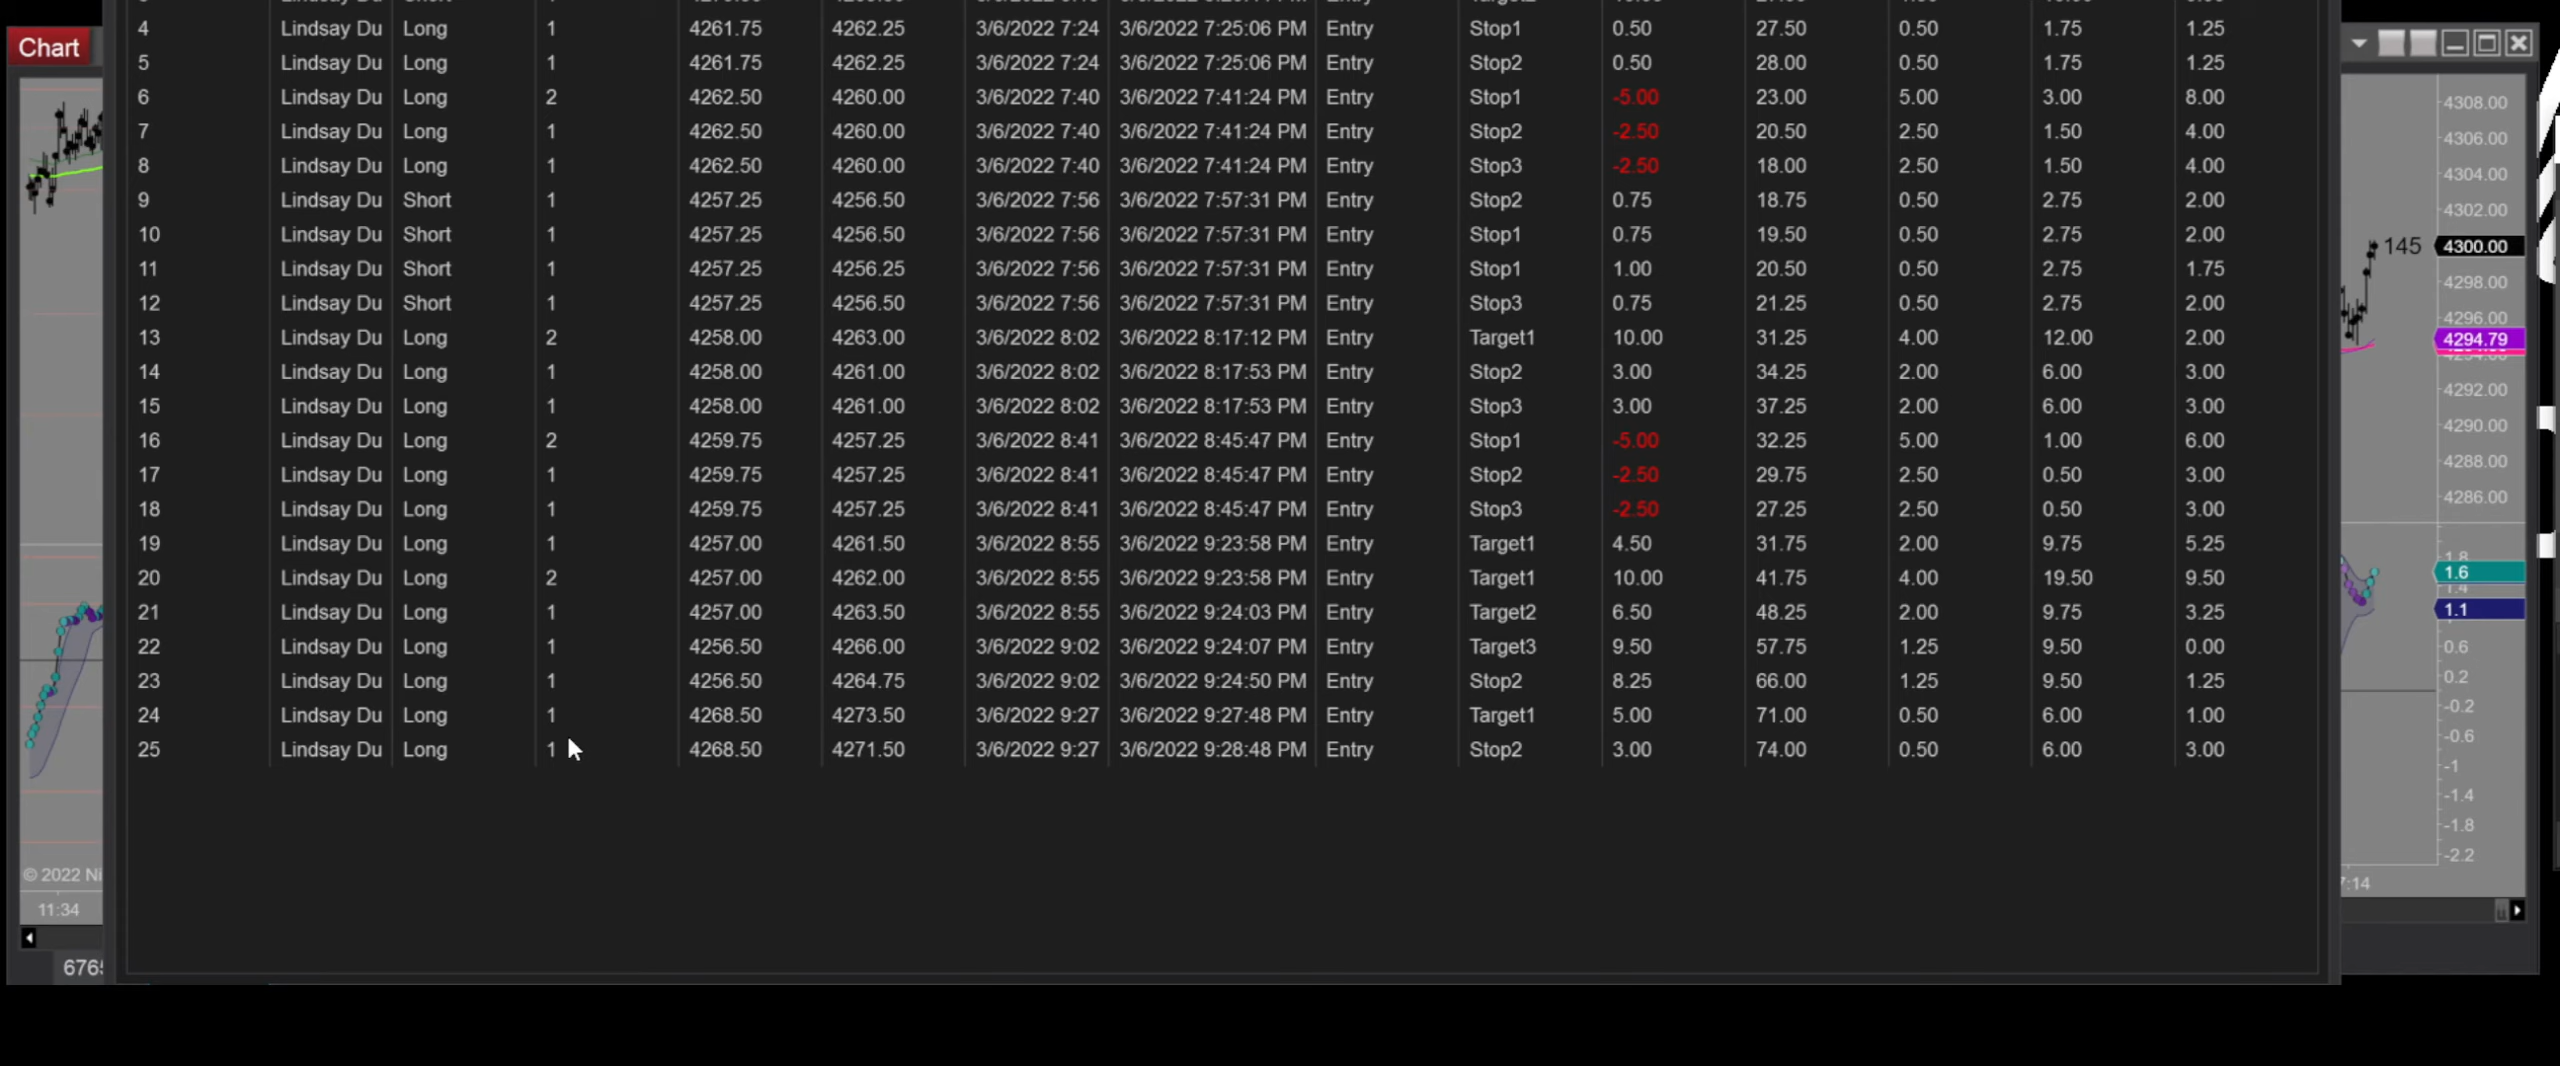 Chart
4 Lindsay Du Long 1 4261.75 4262.25 3/6/2022 7:24 3/6/2022 7:25:06 PM Entry Stop1 0.50 27.50 0.50 1.75 1.25
5 Lindsay Du Long 1 4261.75 4262.25 3/6/2022 7:24 3/6/2022 7:25:06 PM Entry Stop2 0.50 28.00 0.50 1.75 1.25
6 Lindsay Du Long 2 4262.50 4260.00 3/6/2022 7:40 3/6/2022 7:41:24 PM Entry Stop1 -5.00 23.00 5.00 3.00 8.00
7 Lindsay Du Long 1 4262.50 4260.00 3/6/2022 7:40 3/6/2022 7:41:24 PM Entry Stop2 -2.50 20.50 2.50 1.50 4.00
8 Lindsay Du Long 1 4262.50 4260.00 3/6/2022 7:40 3/6/2022 7:41:24 PM Entry Stop3 -2.50 18.00 2.50 1.50 4.00
9 Lindsay Du Short 1 4257.25 4256.50 3/6/2022 7:56 3/6/2022 7:57:31 PM Entry Stop2 0.75 18.75 0.50 2.75 2.00
10 Lindsay Du Short 1 4257.25 4256.50 3/6/2022 7:56 3/6/2022 7:57:31 PM Entry Stop1 0.75 19.50 0.50 2.75 2.00
11 Lindsay Du Short 1 4257.25 4256.25 3/6/2022 7:56 3/6/2022 7:57:31 PM Entry Stop1 1.00 20.50 0.50 2.75 1.75
12 Lindsay Du Short 1 4257.25 4256.50 3/6/2022 7:56 3/6/2022 7:57:31 PM Entry Stop3 0.75 21.25 0.50 2.75 2.00
13 Lindsay Du Long 2 4258.00 4263.00 3/6/2022 8:02 3/6/2022 8:17:12 PM Entry Target1 10.00 31.25 4.00 12.00 2.00
14 Lindsay Du Long 1 4258.00 4261.00 3/6/2022 8:02 3/6/2022 8:17:53 PM Entry Stop2 3.00 34.25 2.00 6.00 3.00
15 Lindsay Du Long 1 4258.00 4261.00 3/6/2022 8:02 3/6/2022 8:17:53 PM Entry Stop3 3.00 37.25 2.00 6.00 3.00
16 Lindsay Du Long 2 4259.75 4257.25 3/6/2022 8:41 3/6/2022 8:45:47 PM Entry Stop1 -5.00 32.25 5.00 1.00 6.00
17 Lindsay Du Long 1 4259.75 4257.25 3/6/2022 8:41 3/6/2022 8:45:47 PM Entry Stop2 -2.50 29.75 2.50 0.50 3.00
18 Lindsay Du Long 1 4259.75 4257.25 3/6/2022 8:41 3/6/2022 8:45:47 PM Entry Stop3 -2.50 27.25 2.50 0.50 3.00
19 Lindsay Du Long 1 4257.00 4261.50 3/6/2022 8:55 3/6/2022 9:23:58 PM Entry Target1 4.50 31.75 2.00 9.75 5.25
20 Lindsay Du Long 2 4257.00 4262.00 3/6/2022 8:55 3/6/2022 9:23:58 PM Entry Target1 10.00 41.75 4.00 19.50 9.50
21 Lindsay Du Long 1 4257.00 4263.50 3/6/2022 8:55 3/6/2022 9:24:03 PM Entry Target2 6.50 48.25 2.00 9.75 3.25
22 Lindsay Du Long 1 4256.50 4266.00 3/6/2022 9:02 3/6/2022 9:24:07 PM Entry Target3 9.50 57.75 1.25 9.50 0.00
23 Lindsay Du Long 1 4256.50 4264.75 3/6/2022 9:02 3/6/2022 9:24:50 PM Entry Stop2 8.25 66.00 1.25 9.50 1.25
24 Lindsay Du Long 1 4268.50 4273.50 3/6/2022 9:27 3/6/2022 9:27:48 PM Entry Target1 5.00 71.00 0.50 6.00 1.00
25 Lindsay Du Long 1 4268.50 4271.50 3/6/2022 9:27 3/6/2022 9:28:48 PM Entry Stop2 3.00 74.00 0.50 6.00 3.00
© 2022 Ni
11:34
676
4308.00
4306.00
4304.00
4302.00
145 4300.00
4298.00
4296.00
4294.79
4292.00
4290.00
4288.00
4286.00
1.8
1.6
1.4
1.1
0.6
0.2
-0.2
-0.6
-1
-1.4
-1.8
-2.2
:14